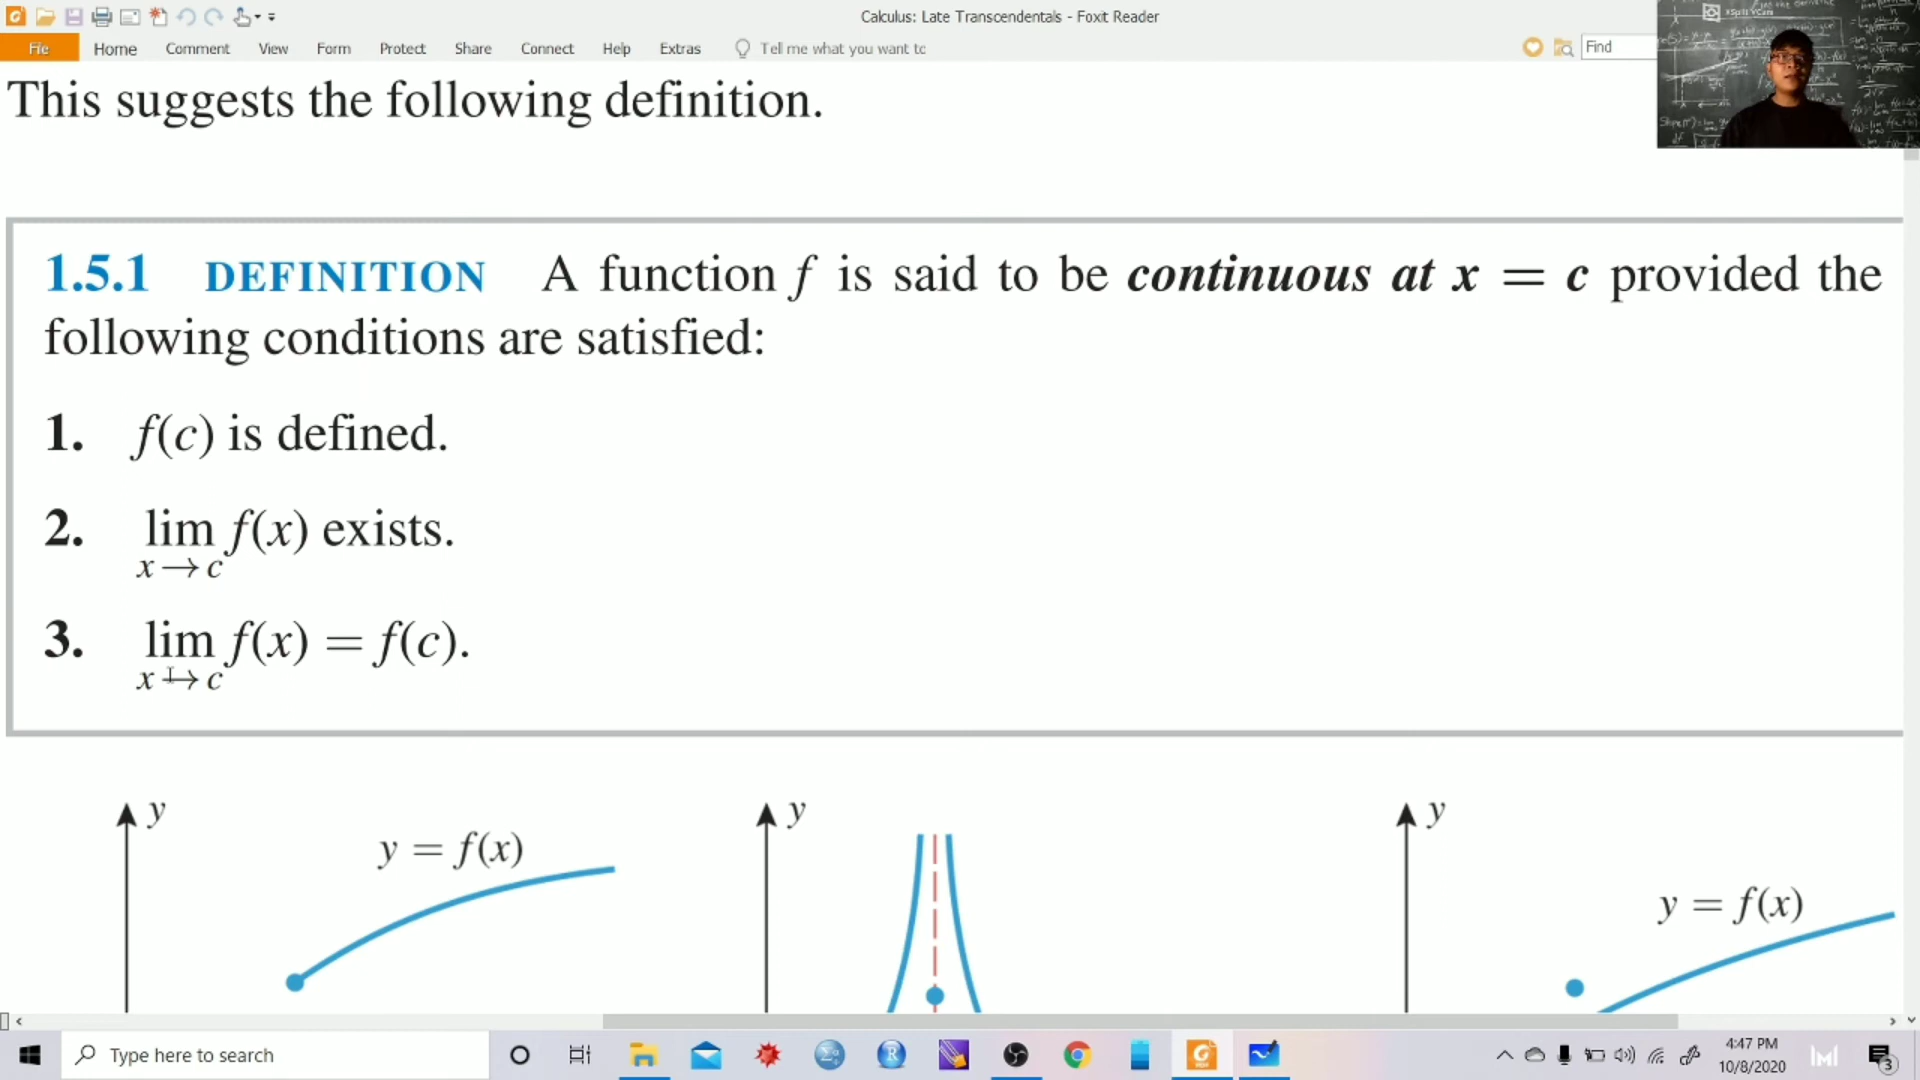 Calculus: Late Transcendentals - Foxit Reader
File Home Comment View Form Protect Share Connect Help Extras Tell me what you want to Find
XSplit VCam
This suggests the following definition.
1.5.1 DEFINITION A function f is said to be continuous at x = c provided the
following conditions are satisfied:
1. f(c) is defined.
2. lim f(x) exists.
x → c
3. lim f(x) = f(c).
x → c
y y y
y = f(x)
y = f(x)
Type here to search
4:47 PM
10/8/2020
3